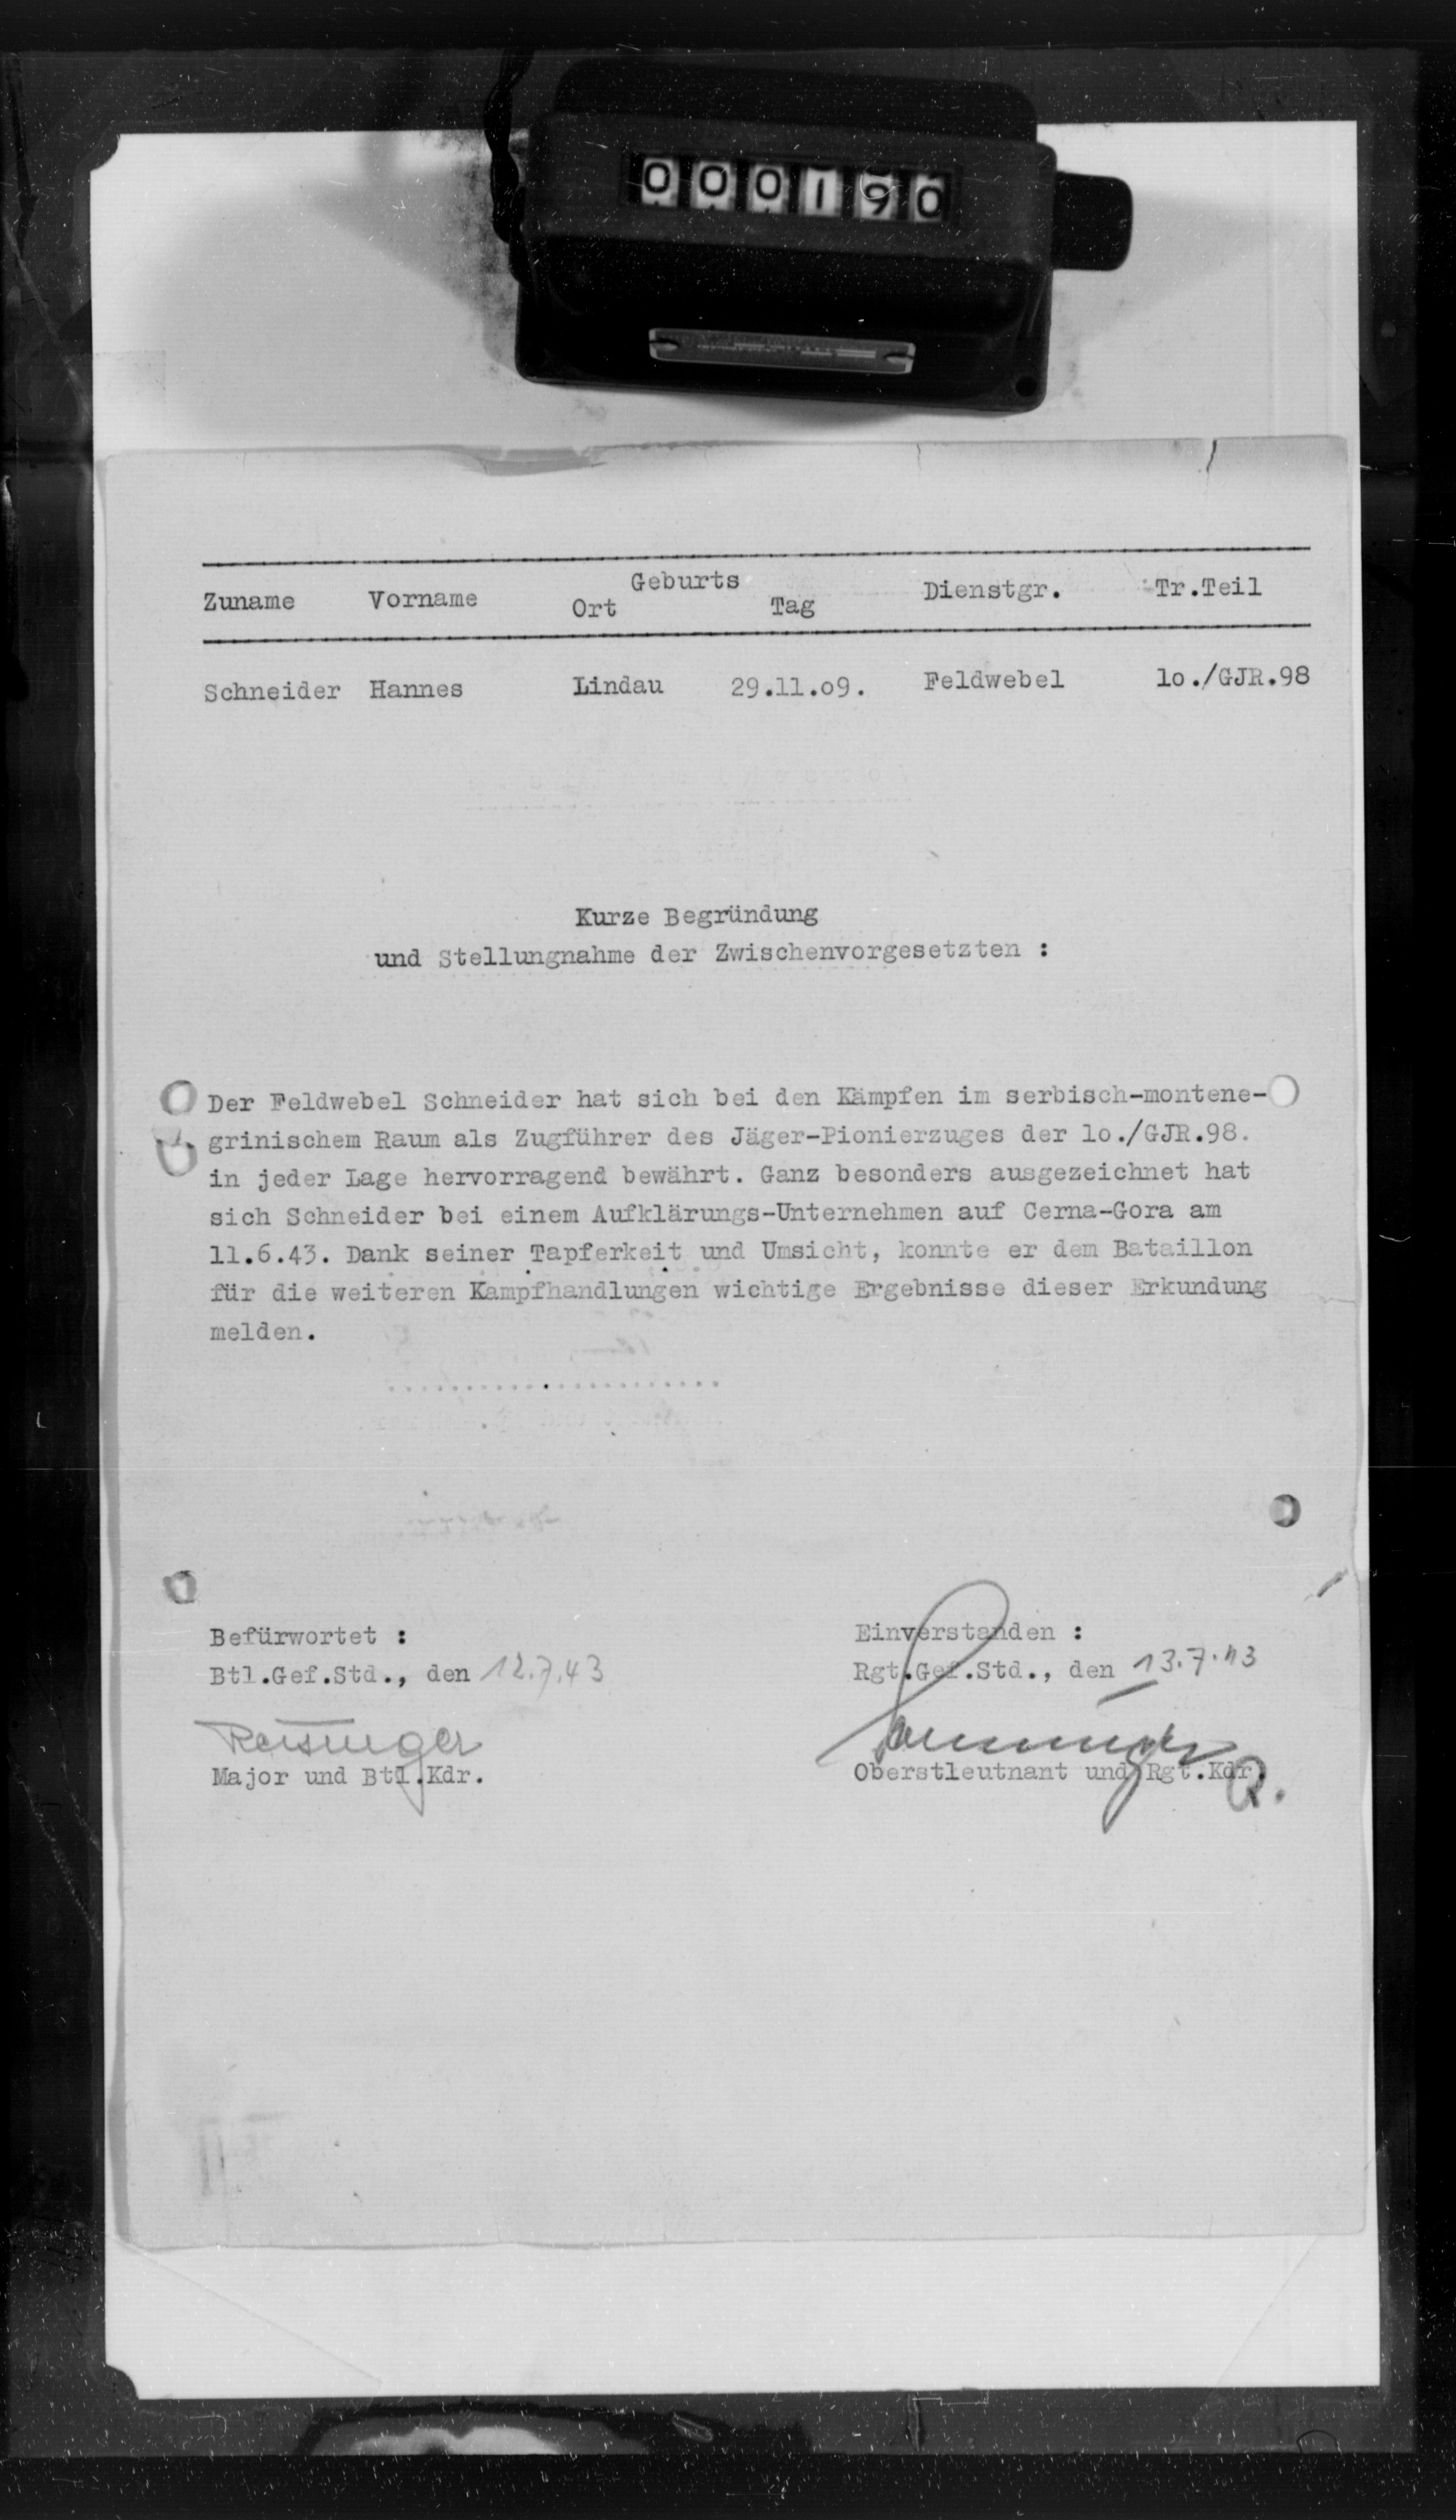 000190
Geburts
Zuname Vorname Ort Tag Dienstgr. Tr.Teil
Schneider Hannes Lindau 29.11.o9. Feldwebel lo./GJR.98
Kurze Begründung
und Stellungnahme der Zwischenvorgesetzten :
Der Feldwebel Schneider hat sich bei den Kämpfen im serbisch-montene-
grinischem Raum als Zugführer des Jäger-Pionierzuges der lo./GJR.98.
in jeder Lage hervorragend bewährt. Ganz besonders ausgezeichnet hat
sich Schneider bei einem Aufklärungs-Unternehmen auf Cerna-Gora am
11.6.43. Dank seiner Tapferkeit und Umsicht, konnte er dem Bataillon
für die weiteren Kampfhandlungen wichtige Ergebnisse dieser Erkundung
melden.
Befürwortet :
Btl.Gef.Std., den 12.7.43
Reisinger
Major und Btl.Kdr.
Einverstanden :
Rgt.Gef.Std., den 13.7.43
Oberstleutnant und Rgt.Kdr.